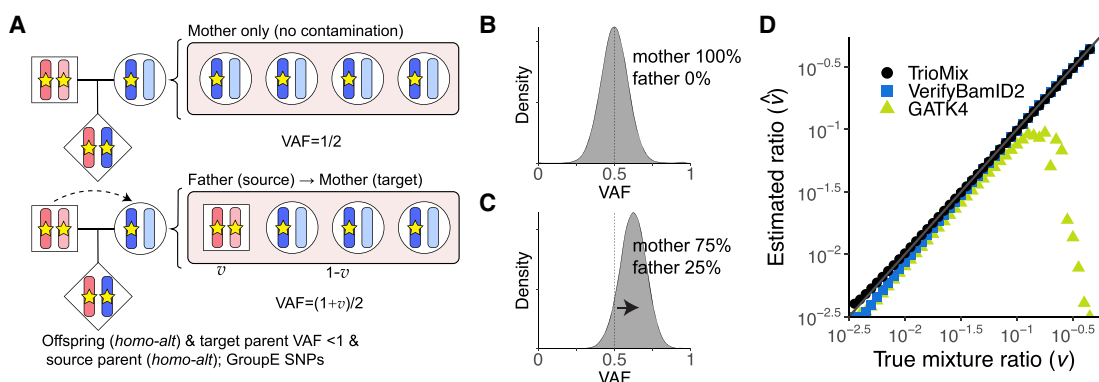 A
Mother only (no contamination)
VAF=1/2
Father (source) → Mother (target)
v
1-v
VAF=(1+v)/2
Offspring (homo-alt) & target parent VAF <1 &
source parent (homo-alt); GroupE SNPs
B
Density
mother 100%
father 0%
0
0.5
1
VAF
C
Density
mother 75%
father 25%
0
0.5
1
VAF
D
Estimated ratio (v̂)
10^-0.5
10^-1
10^-1.5
10^-2
10^-2.5
TrioMix
VerifyBamID2
GATK4
10^-2.5
10^-2
10^-1.5
10^-1
10^-0.5
True mixture ratio (v)